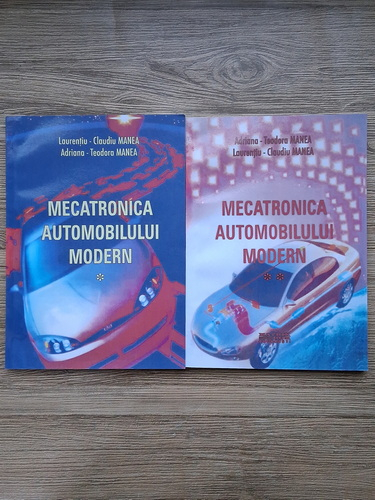 Laurenţiu - Claudiu MANEA
Adriana - Teodora MANEA
MECATRONICA
AUTOMOBILULUI
MODERN
*
Adriana - Teodora MANEA
Laurenţiu - Claudiu MANEA
MECATRONICA
AUTOMOBILULUI
MODERN
* *